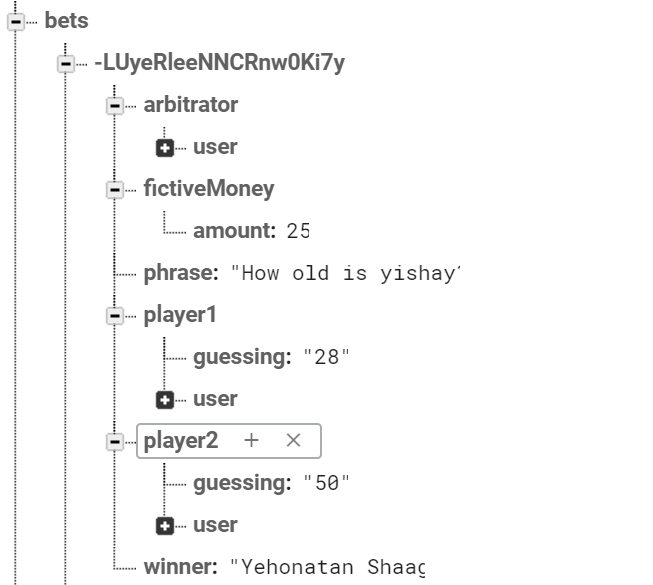 bets
-LUyeRleeNNCRnw0Ki7y
arbitrator
user
fictiveMoney
amount: 25
phrase: "How old is yishay'
player1
guessing: "28"
user
player2 + ×
guessing: "50"
user
winner: "Yehonatan